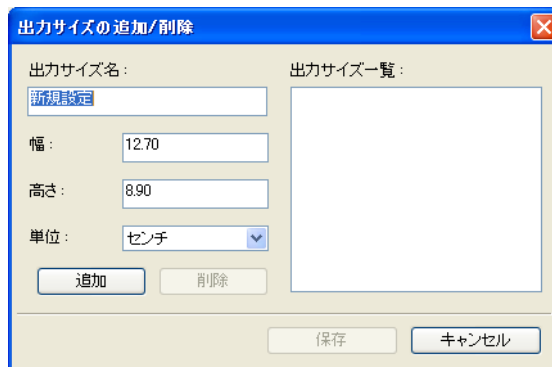 出力サイズの追加/削除
出力サイズ名:
新規設定
幅:
12.70
高さ:
8.90
単位:
センチ
追加
削除
出力サイズ一覧:
保存
キャンセル